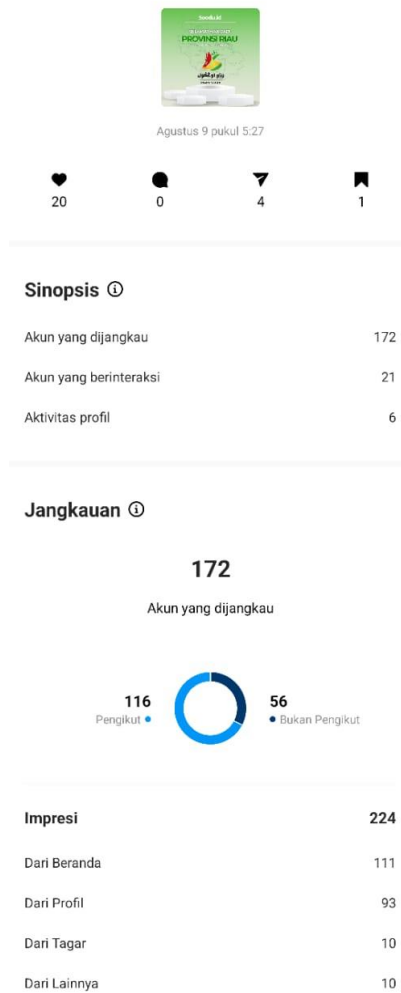 PROVINSI RIAU
Agustus 9 pukul 5:27
20
0
4
1
Sinopsis
Akun yang dijangkau 172
Akun yang berinteraksi 21
Aktivitas profil 6
Jangkauan
172
Akun yang dijangkau
116
Pengikut
56
Bukan Pengikut
Impresi 224
Dari Beranda 111
Dari Profil 93
Dari Tagar 10
Dari Lainnya 10